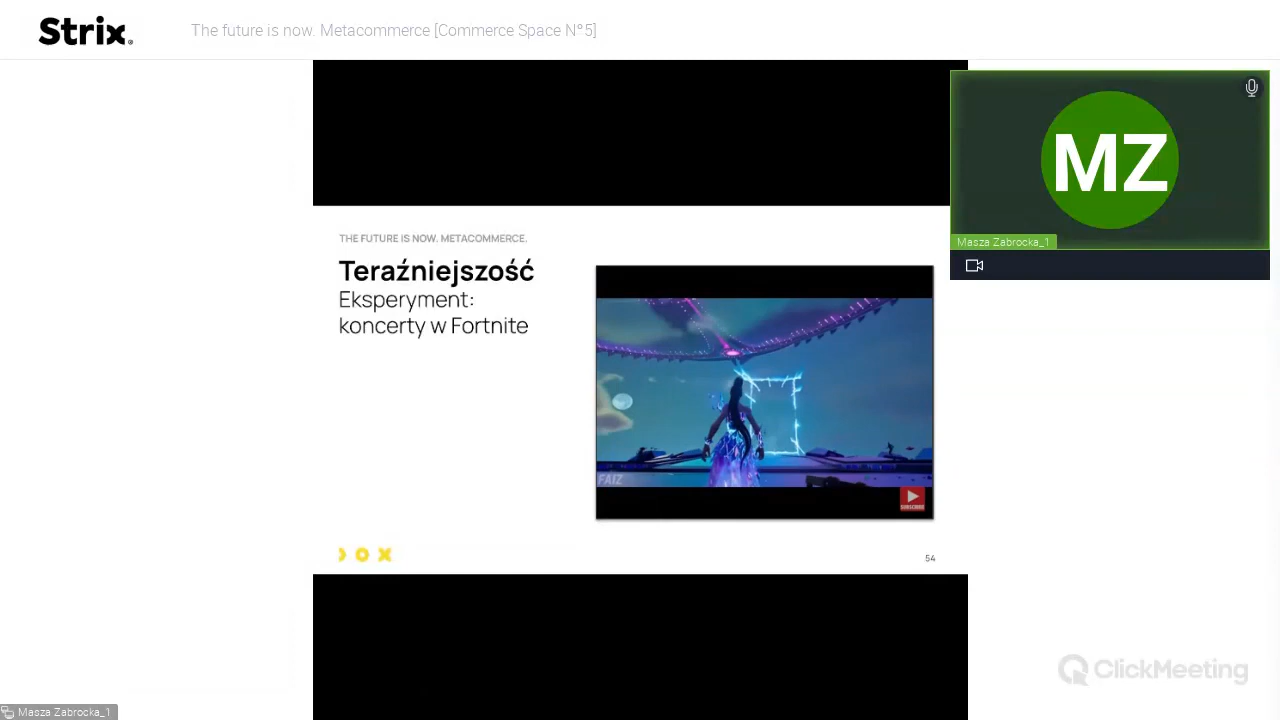 Strix®
The future is now. Metacommerce [Commerce Space N°5]
MZ
Masza Zabrocka_1
THE FUTURE IS NOW. METACOMMERCE.
Teraźniejszość
Eksperyment:
koncerty w Fortnite
FAIZ
SUBSCRIBE
54
ClickMeeting
Masza Zabrocka_1